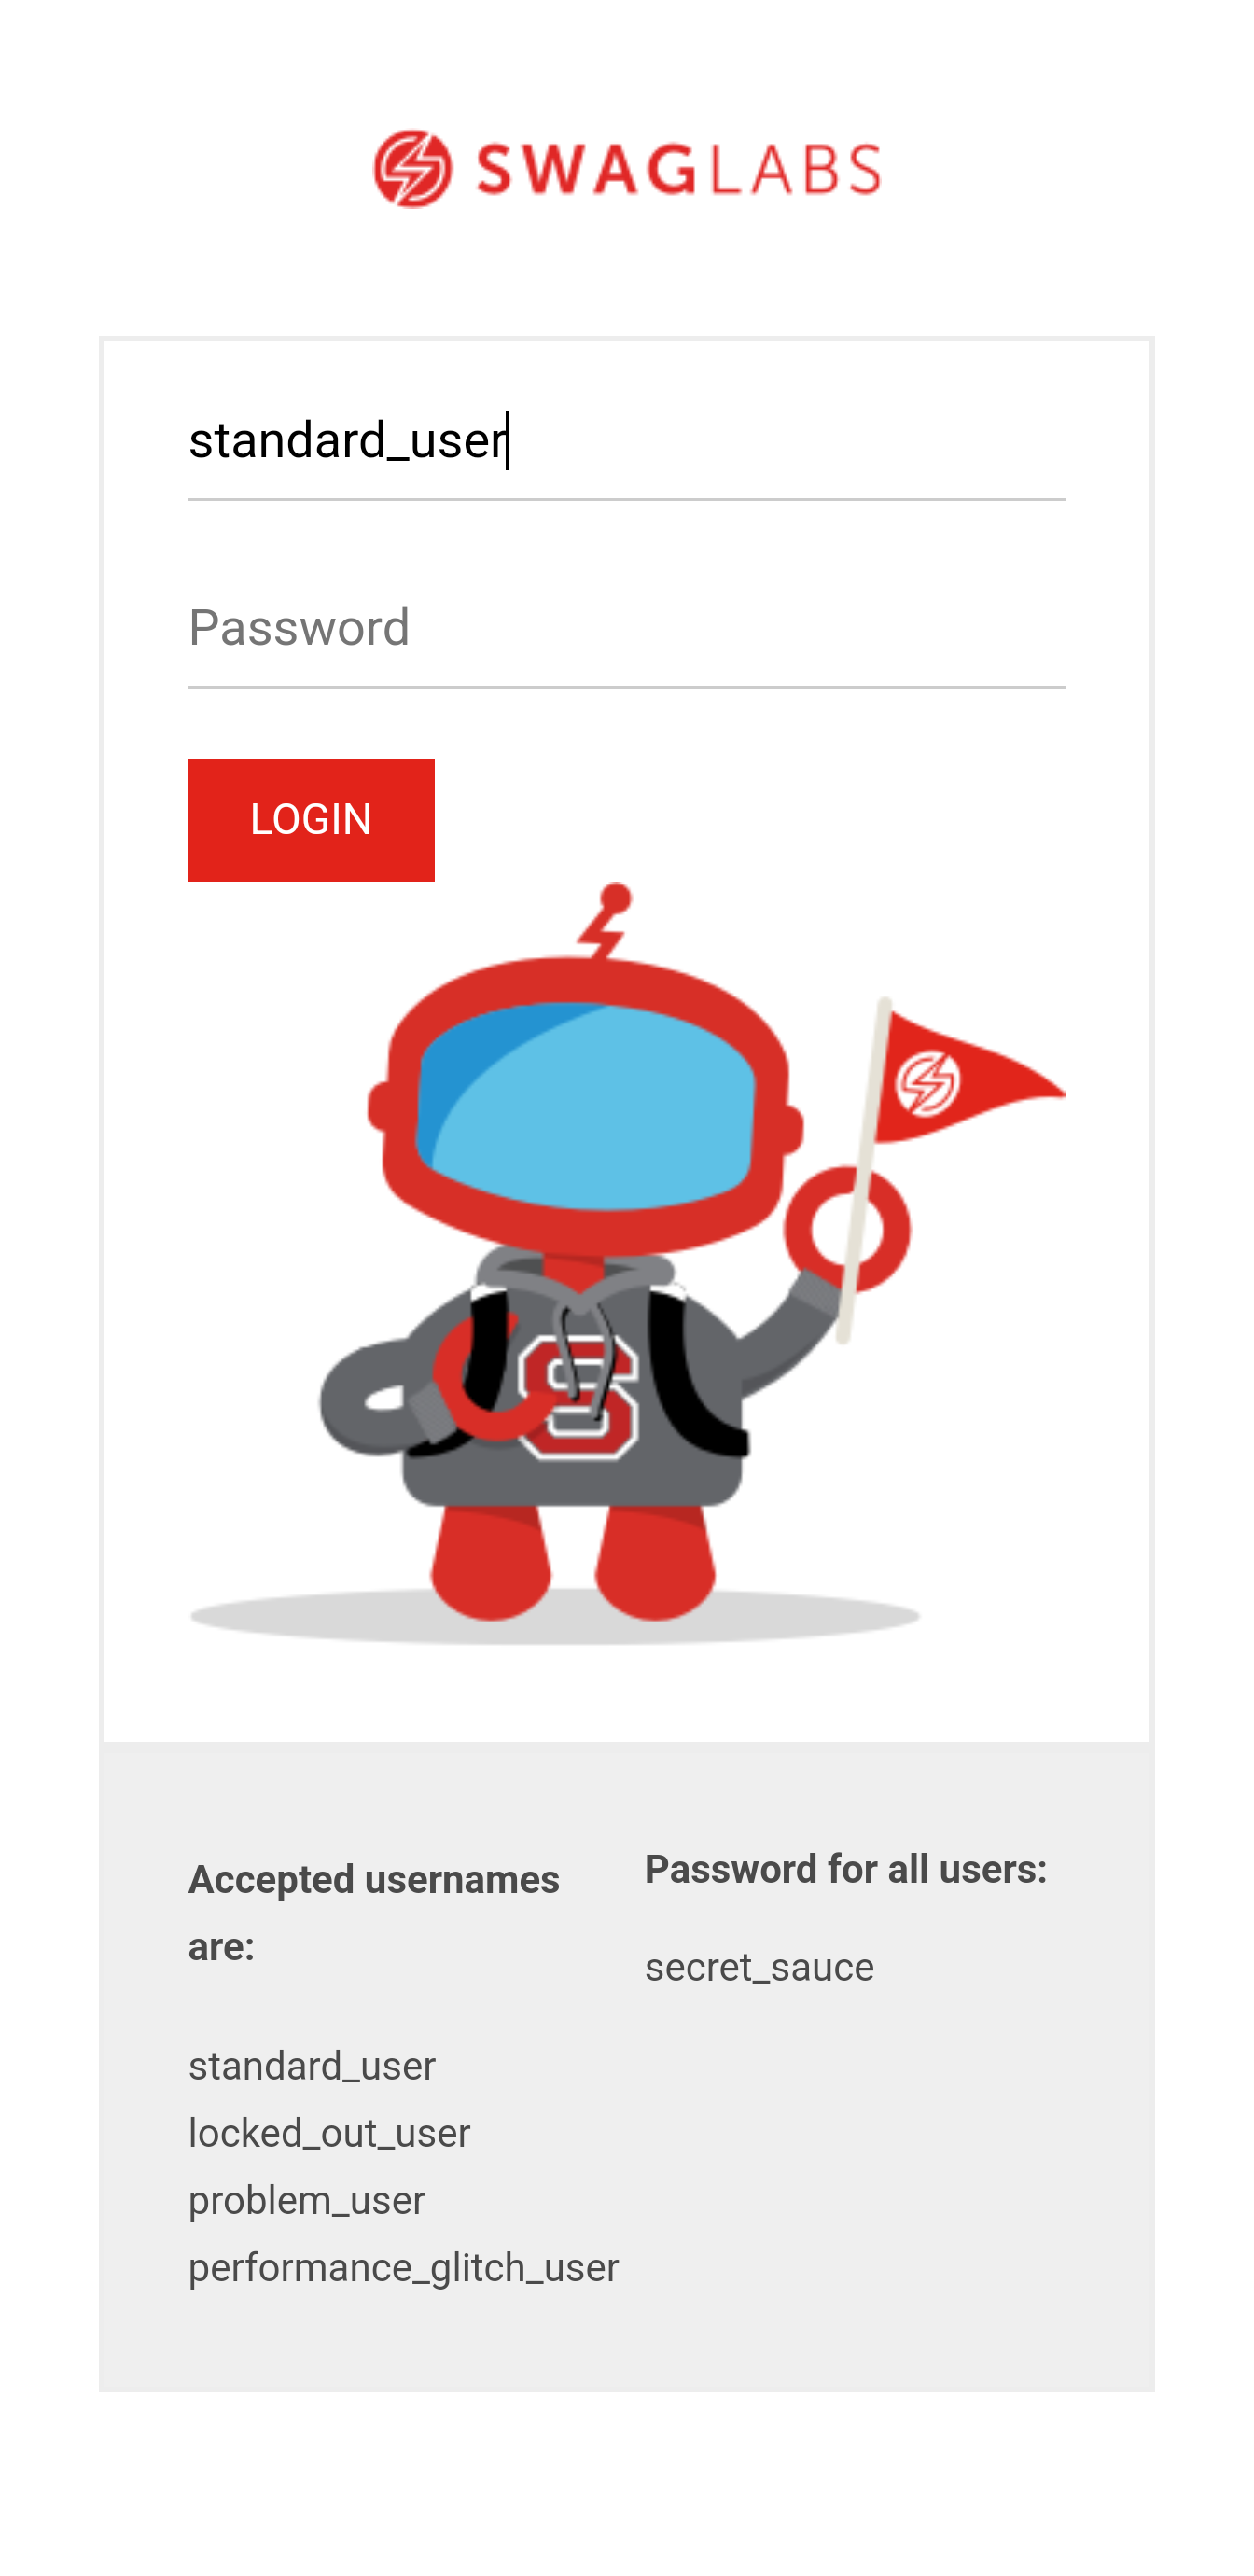 SWAGLABS
standard_user
Password
LOGIN
S
Accepted usernames
are:
standard_user
locked_out_user
problem_user
performance_glitch_user
Password for all users:
secret_sauce